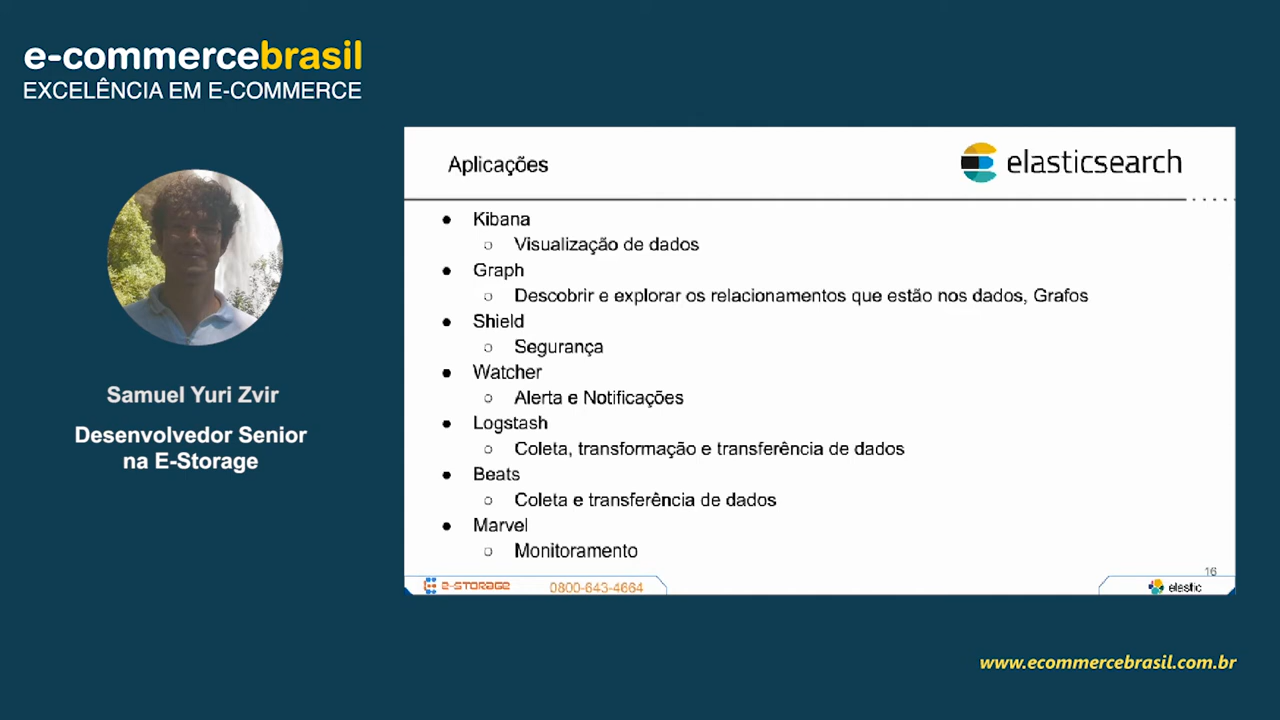 e-commercebrasil
EXCELÊNCIA EM E-COMMERCE
Samuel Yuri Zvir
Desenvolvedor Senior
na E-Storage
Aplicações
elasticsearch
● Kibana
○ Visualização de dados
● Graph
○ Descobrir e explorar os relacionamentos que estão nos dados, Grafos
● Shield
○ Segurança
● Watcher
○ Alerta e Notificações
● Logstash
○ Coleta, transformação e transferência de dados
● Beats
○ Coleta e transferência de dados
● Marvel
○ Monitoramento
16
E-STORAGE 0800-643-4664
elastic
www.ecommercebrasil.com.br